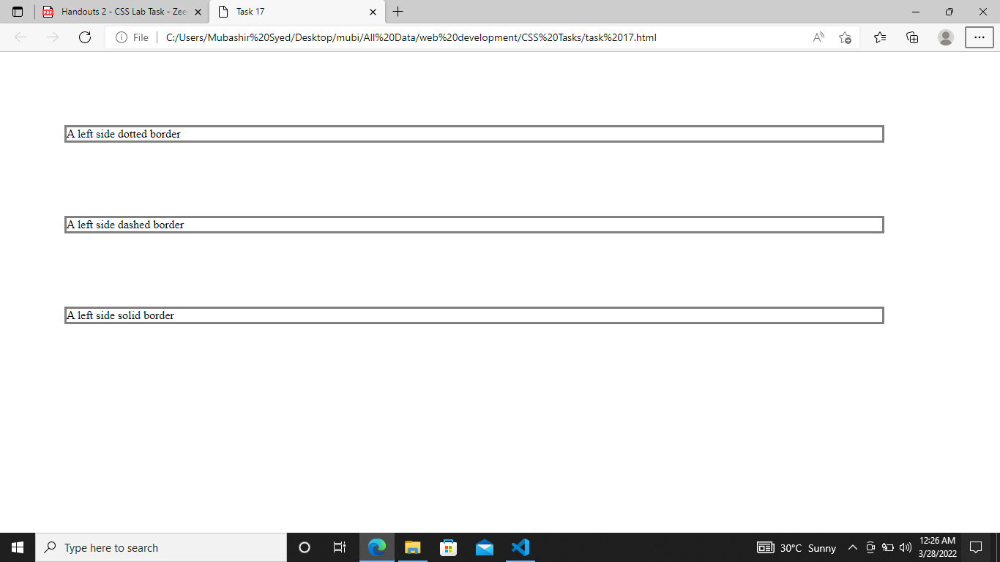 Handouts 2 - CSS Lab Task - Zee
Task 17
File
C:/Users/Mubashir%20Syed/Desktop/mubi/All%20Data/web%20development/CSS%20Tasks/task%2017.html
A left side dotted border
A left side dashed border
A left side solid border
Type here to search
30°C Sunny
12:26 AM
3/28/2022